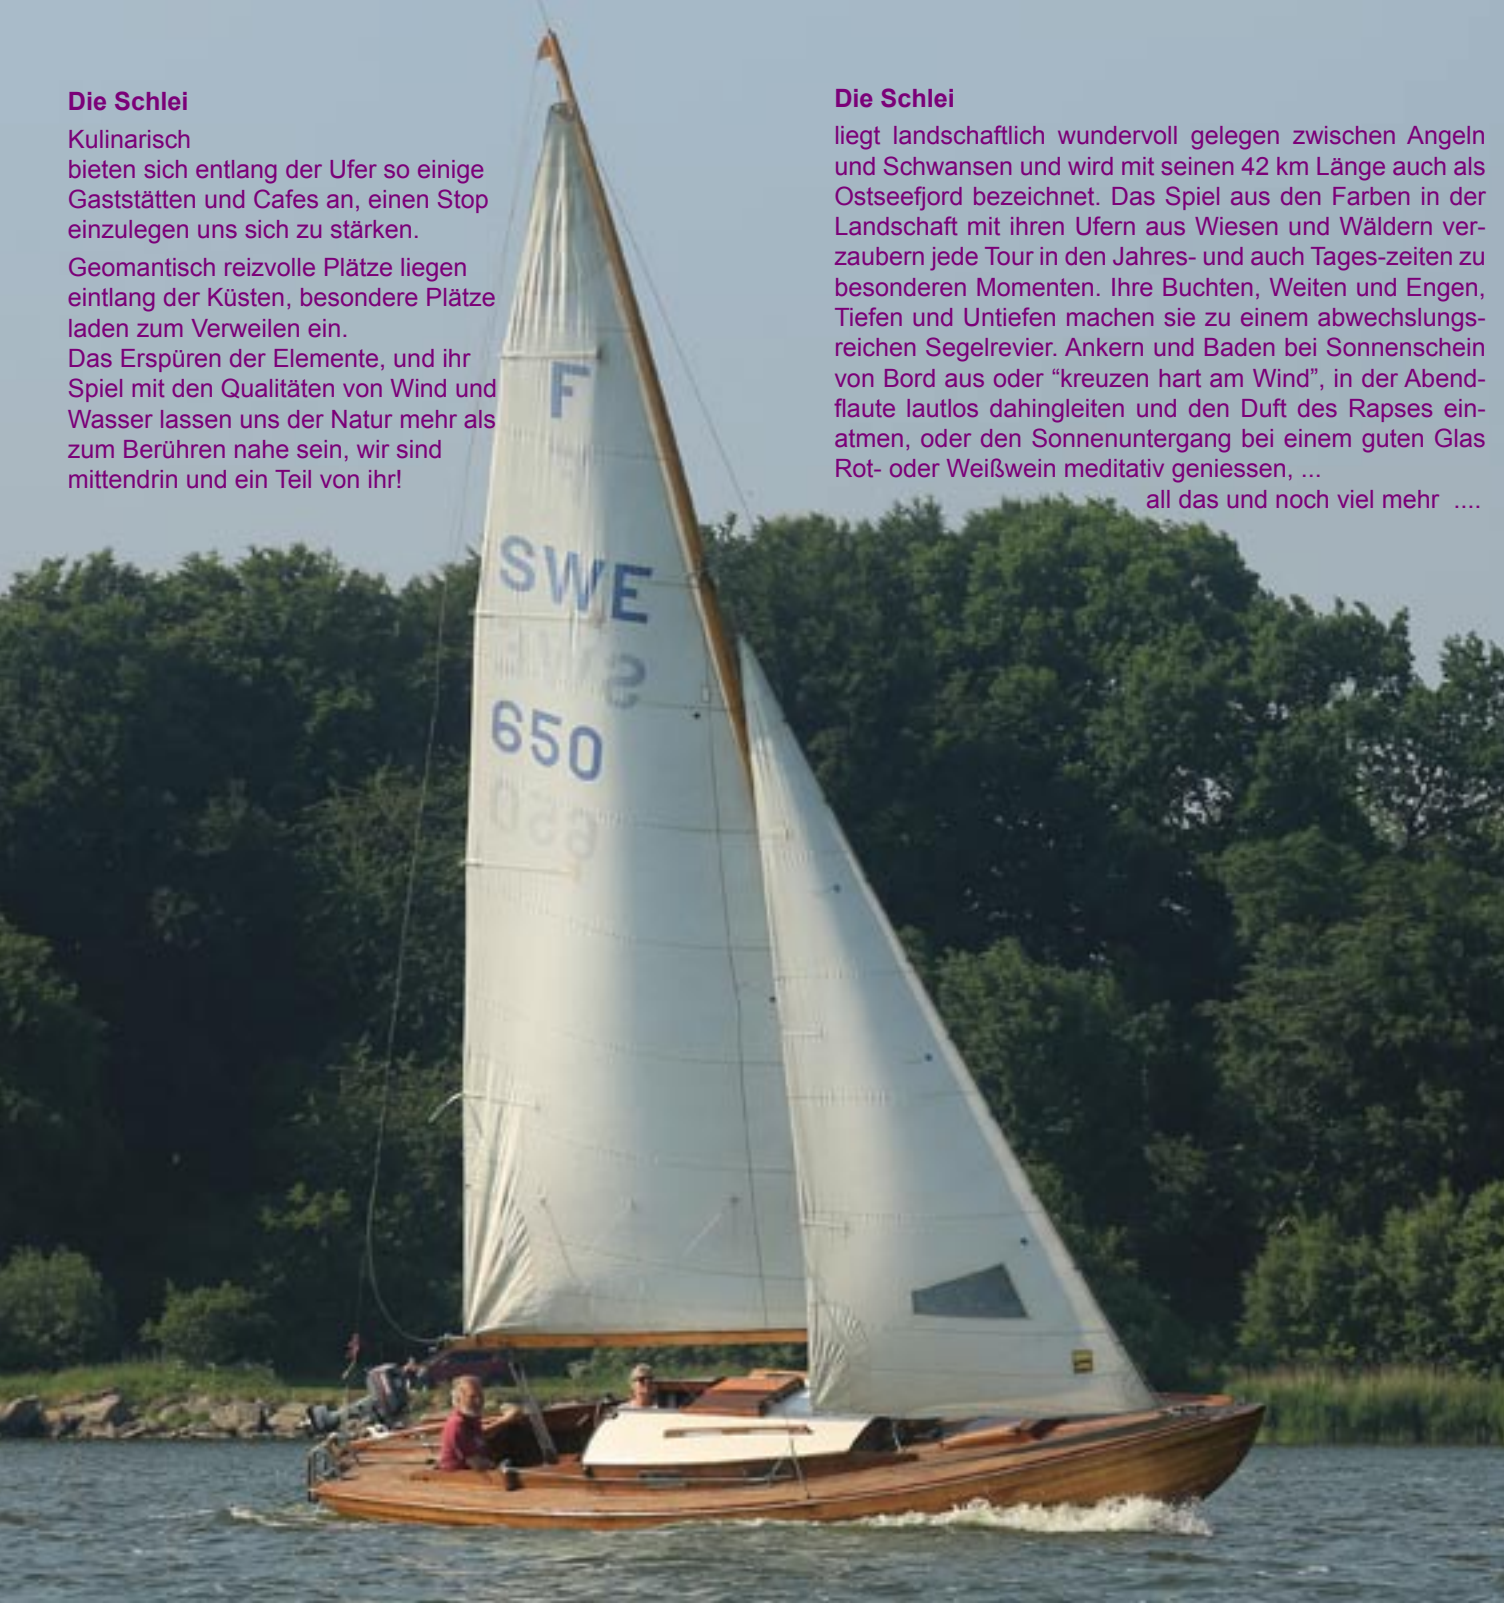 Die Schlei
Kulinarisch
bieten sich entlang der Ufer so einige
Gaststätten und Cafes an, einen Stop
einzulegen uns sich zu stärken.
Geomantisch reizvolle Plätze liegen
eintlang der Küsten, besondere Plätze
laden zum Verweilen ein.
Das Erspüren der Elemente, und ihr
Spiel mit den Qualitäten von Wind und
Wasser lassen uns der Natur mehr als
zum Berühren nahe sein, wir sind
mittendrin und ein Teil von ihr!
Die Schlei
liegt landschaftlich wundervoll gelegen zwischen Angeln
und Schwansen und wird mit seinen 42 km Länge auch als
Ostseefjord bezeichnet. Das Spiel aus den Farben in der
Landschaft mit ihren Ufern aus Wiesen und Wäldern ver-
zaubern jede Tour in den Jahres- und auch Tages-zeiten zu
besonderen Momenten. Ihre Buchten, Weiten und Engen,
Tiefen und Untiefen machen sie zu einem abwechslungs-
reichen Segelrevier. Ankern und Baden bei Sonnenschein
von Bord aus oder “kreuzen hart am Wind”, in der Abend-
flaute lautlos dahingleiten und den Duft des Rapses ein-
atmen, oder den Sonnenuntergang bei einem guten Glas
Rot- oder Weißwein meditativ geniessen, ...
all das und noch viel mehr ....
F
SWE
650